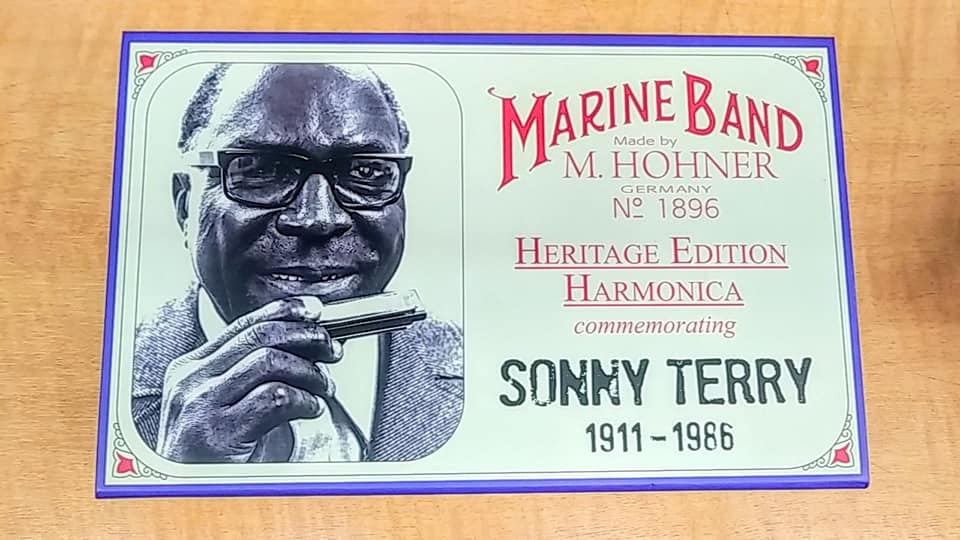 MARINE BAND
Made by
M. HOHNER
GERMANY
Nº 1896
HERITAGE EDITION
HARMONICA
commemorating
SONNY TERRY
1911-1986